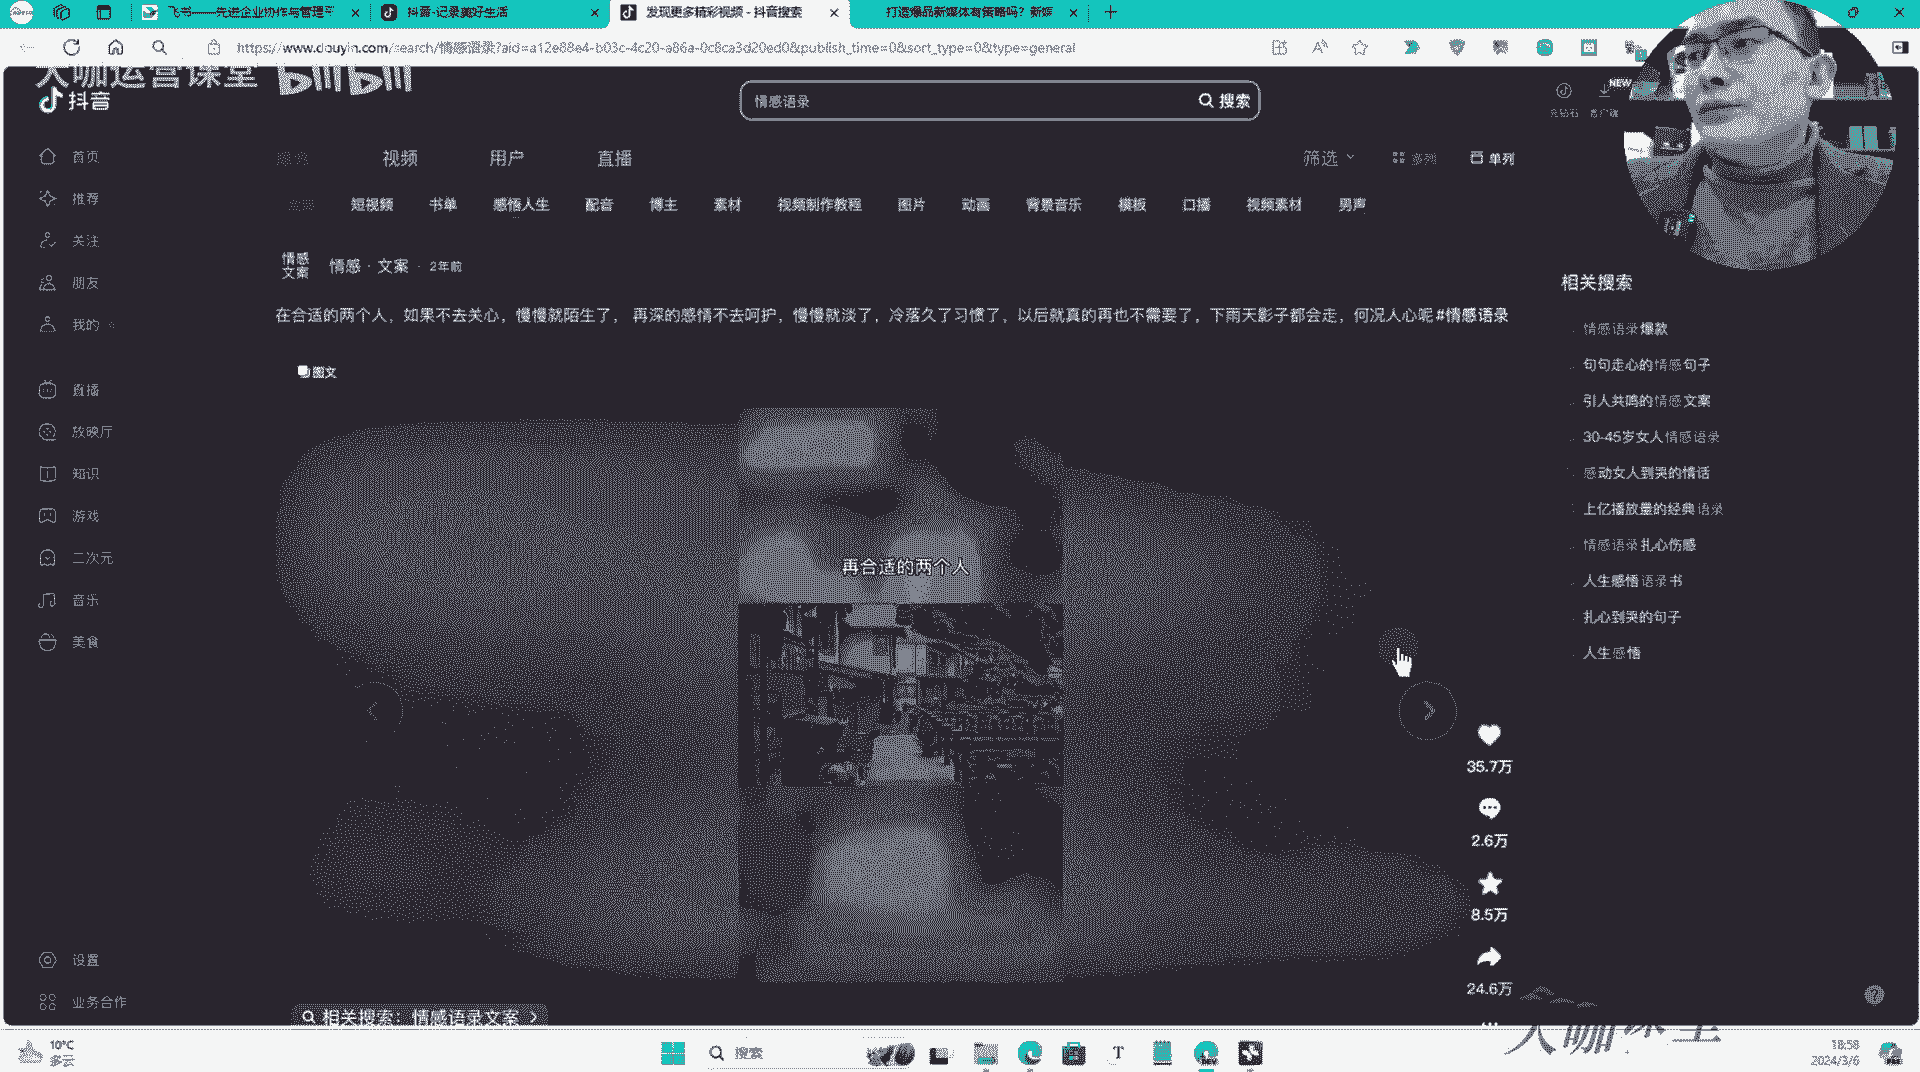 飞书——先进企业协作与管理平
抖音-记录美好生活
发现更多精彩视频 - 抖音搜索
打造爆品新媒体有策略吗？新媒
https://www.douyin.com/search/情感语录?aid=a12e88e4-b03c-4c20-a86a-0c8ca3d20ed0&publish_time=0&sort_type=0&type=general
大咖运营课堂 bilibili
抖音
情感语录
搜索
NEW
充钻石 客户端
首页
推荐
关注
朋友
我的
直播
放映厅
知识
游戏
二次元
音乐
美食
设置
业务合作
视频 用户 直播
筛选 多列 单列
短视频 书单 感悟人生 配音 博主 素材 视频制作教程 图片 动画 背景音乐 模板 口播 视频素材 男声
情感文案
情感·文案 · 2年前
在合适的两个人，如果不去关心，慢慢就陌生了， 再深的感情不去呵护，慢慢就淡了，冷落久了习惯了，以后就真的再也不需要了，下雨天影子都会走，何况人心呢#情感语录
图文
再合适的两个人
35.7万
2.6万
8.5万
24.6万
相关搜索：情感语录文案
相关搜索
情感语录爆款
句句走心的情感句子
引人共鸣的情感文案
30-45岁女人情感语录
感动女人到哭的情话
上亿播放量的经典语录
情感语录扎心伤感
人生感悟语录书
扎心到哭的句子
人生感悟
大咖课堂
10°C
多云
搜索
18:58
2024/3/6